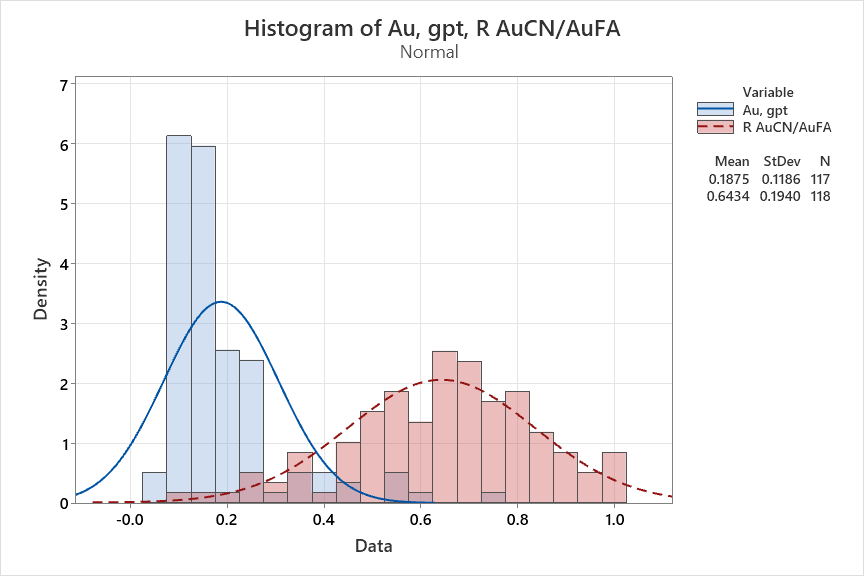 Histogram of Au, gpt, R AuCN/AuFA
Normal
Variable
Au, gpt
R AuCN/AuFA
Mean StDev N
0.1875 0.1186 117
0.6434 0.1940 118
Density
7
6
5
4
3
2
1
0
-0.0 0.2 0.4 0.6 0.8 1.0
Data